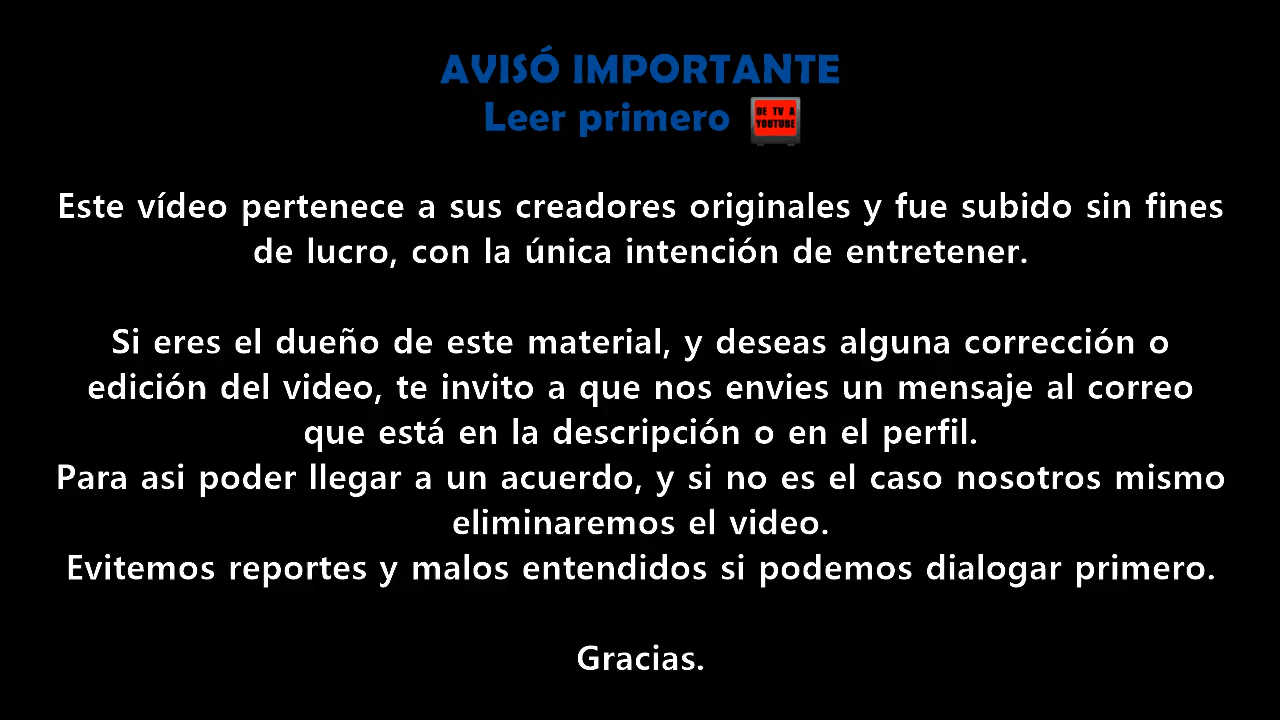 AVISÓ IMPORTANTE
Leer primero
DE TV A
YOUTUBE
Este vídeo pertenece a sus creadores originales y fue subido sin fines
de lucro, con la única intención de entretener.
Si eres el dueño de este material, y deseas alguna corrección o
edición del video, te invito a que nos envies un mensaje al correo
que está en la descripción o en el perfil.
Para asi poder llegar a un acuerdo, y si no es el caso nosotros mismo
eliminaremos el video.
Evitemos reportes y malos entendidos si podemos dialogar primero.
Gracias.